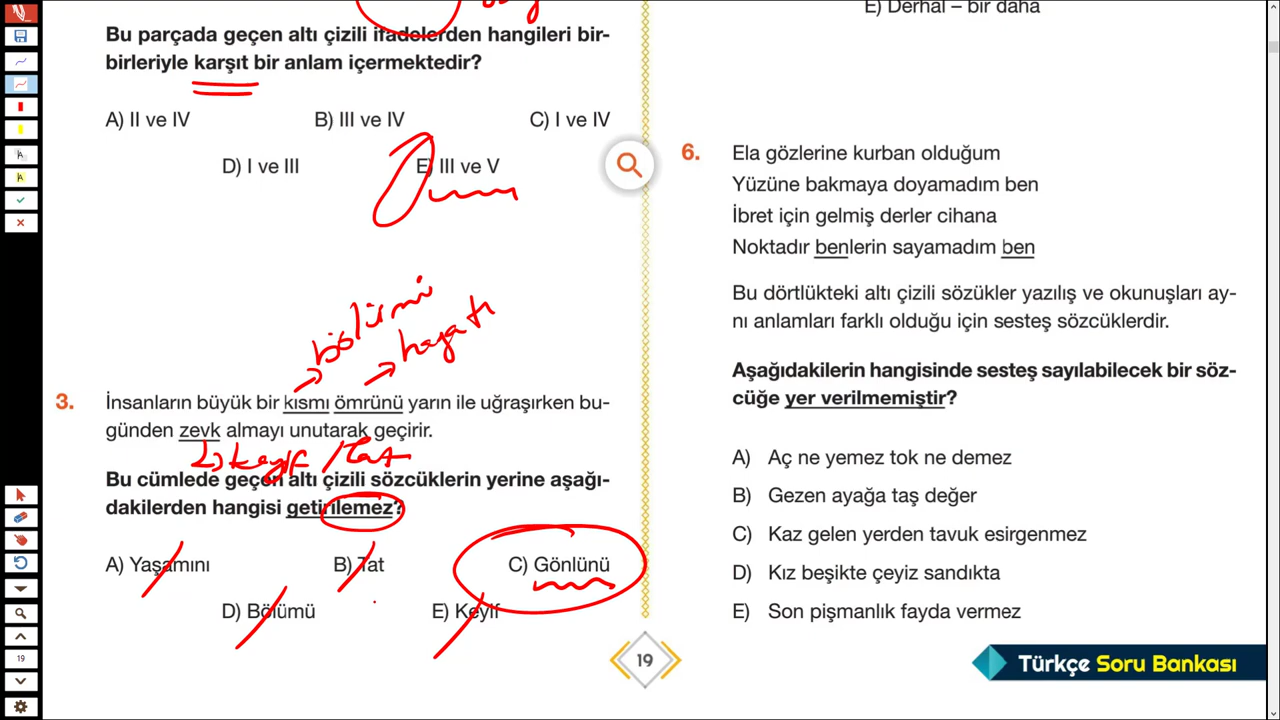 Bu parçada geçen altı çizili ifadelerden hangileri bir-
birleriyle karşıt bir anlam içermektedir?
A) II ve IV B) III ve IV C) I ve IV
D) I ve III E) III ve V
bölümü
hayatı
3. İnsanların büyük bir kısmı ömrünü yarın ile uğraşırken bu-
günden zevk almayı unutarak geçirir.
keyif / tat
Bu cümlede geçen altı çizili sözcüklerin yerine aşağı-
dakilerden hangisi getirilemez?
A) Yaşamını B) Tat C) Gönlünü
D) Bölümü E) Keyif
19
E) Derhal – bir daha
6. Ela gözlerine kurban olduğum
Yüzüne bakmaya doyamadım ben
İbret için gelmiş derler cihana
Noktadır benlerin sayamadım ben
Bu dörtlükteki altı çizili sözükler yazılış ve okunuşları ay-
nı anlamları farklı olduğu için sesteş sözcüklerdir.
Aşağıdakilerin hangisinde sesteş sayılabilecek bir söz-
cüğe yer verilmemiştir?
A) Aç ne yemez tok ne demez
B) Gezen ayağa taş değer
C) Kaz gelen yerden tavuk esirgenmez
D) Kız beşikte çeyiz sandıkta
E) Son pişmanlık fayda vermez
Türkçe Soru Bankası
19